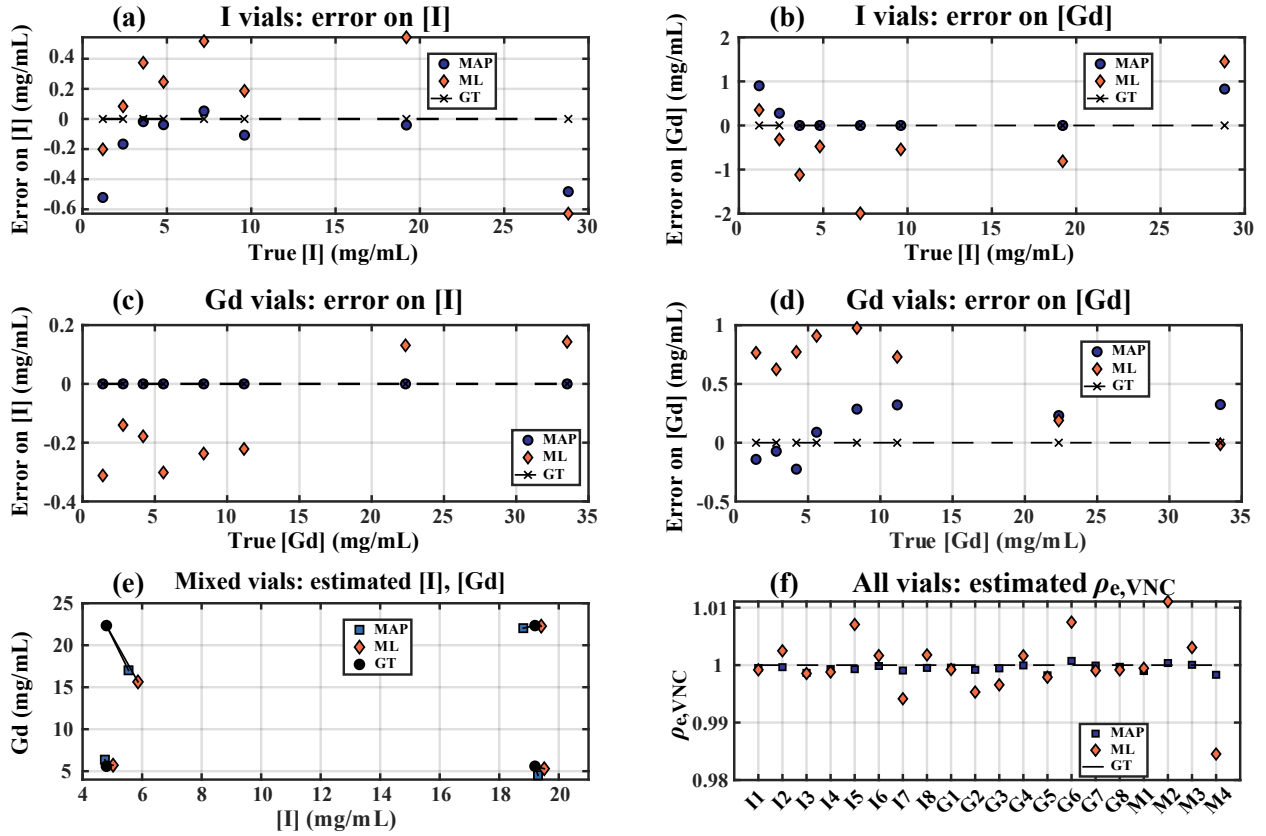 (a) I vials: error on [I]
Error on [I] (mg/mL)
0.4
0.2
0
-0.2
-0.4
-0.6
0 5 10 15 20 25 30
True [I] (mg/mL)
MAP
ML
GT
(b) I vials: error on [Gd]
Error on [Gd] (mg/mL)
2
1
0
-1
-2
0 5 10 15 20 25 30
True [I] (mg/mL)
MAP
ML
GT
(c) Gd vials: error on [I]
Error on [I] (mg/mL)
0.2
0
-0.2
-0.4
0 5 10 15 20 25 30 35
True [Gd] (mg/mL)
MAP
ML
GT
(d) Gd vials: error on [Gd]
Error on [Gd] (mg/mL)
1
0.5
0
-0.5
0 5 10 15 20 25 30 35
True [Gd] (mg/mL)
MAP
ML
GT
(e) Mixed vials: estimated [I], [Gd]
Gd (mg/mL)
25
20
15
10
5
4 6 8 10 12 14 16 18 20
[I] (mg/mL)
MAP
ML
GT
(f) All vials: estimated ρe,VNC
ρe,VNC
1.01
1
0.99
0.98
I1 I2 I3 I4 I5 I6 I7 I8 G1 G2 G3 G4 G5 G6 G7 G8 M1 M2 M3 M4
MAP
ML
GT